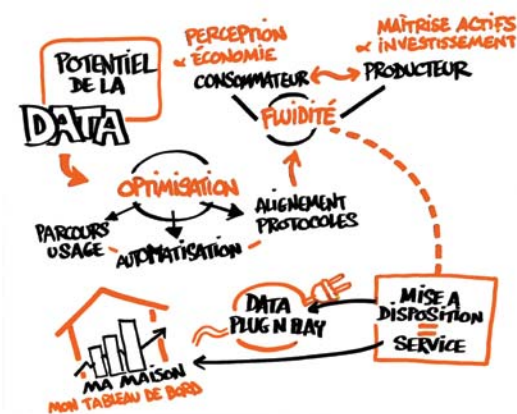 POTENTIEL
DE LA
DATA
PERCEPTION
& ÉCONOMIE
CONSOMMATEUR
MAÎTRISE ACTIFS
& INVESTISSEMENT
PRODUCTEUR
FLUIDITÉ
OPTIMISATION
PARCOURS
USAGE
AUTOMATISATION
ALIGNEMENT
PROTOCOLES
MISE A
DISPOSITION
=
SERVICE
DATA
PLUG N PLAY
MA MAISON
MON TABLEAU DE BORD